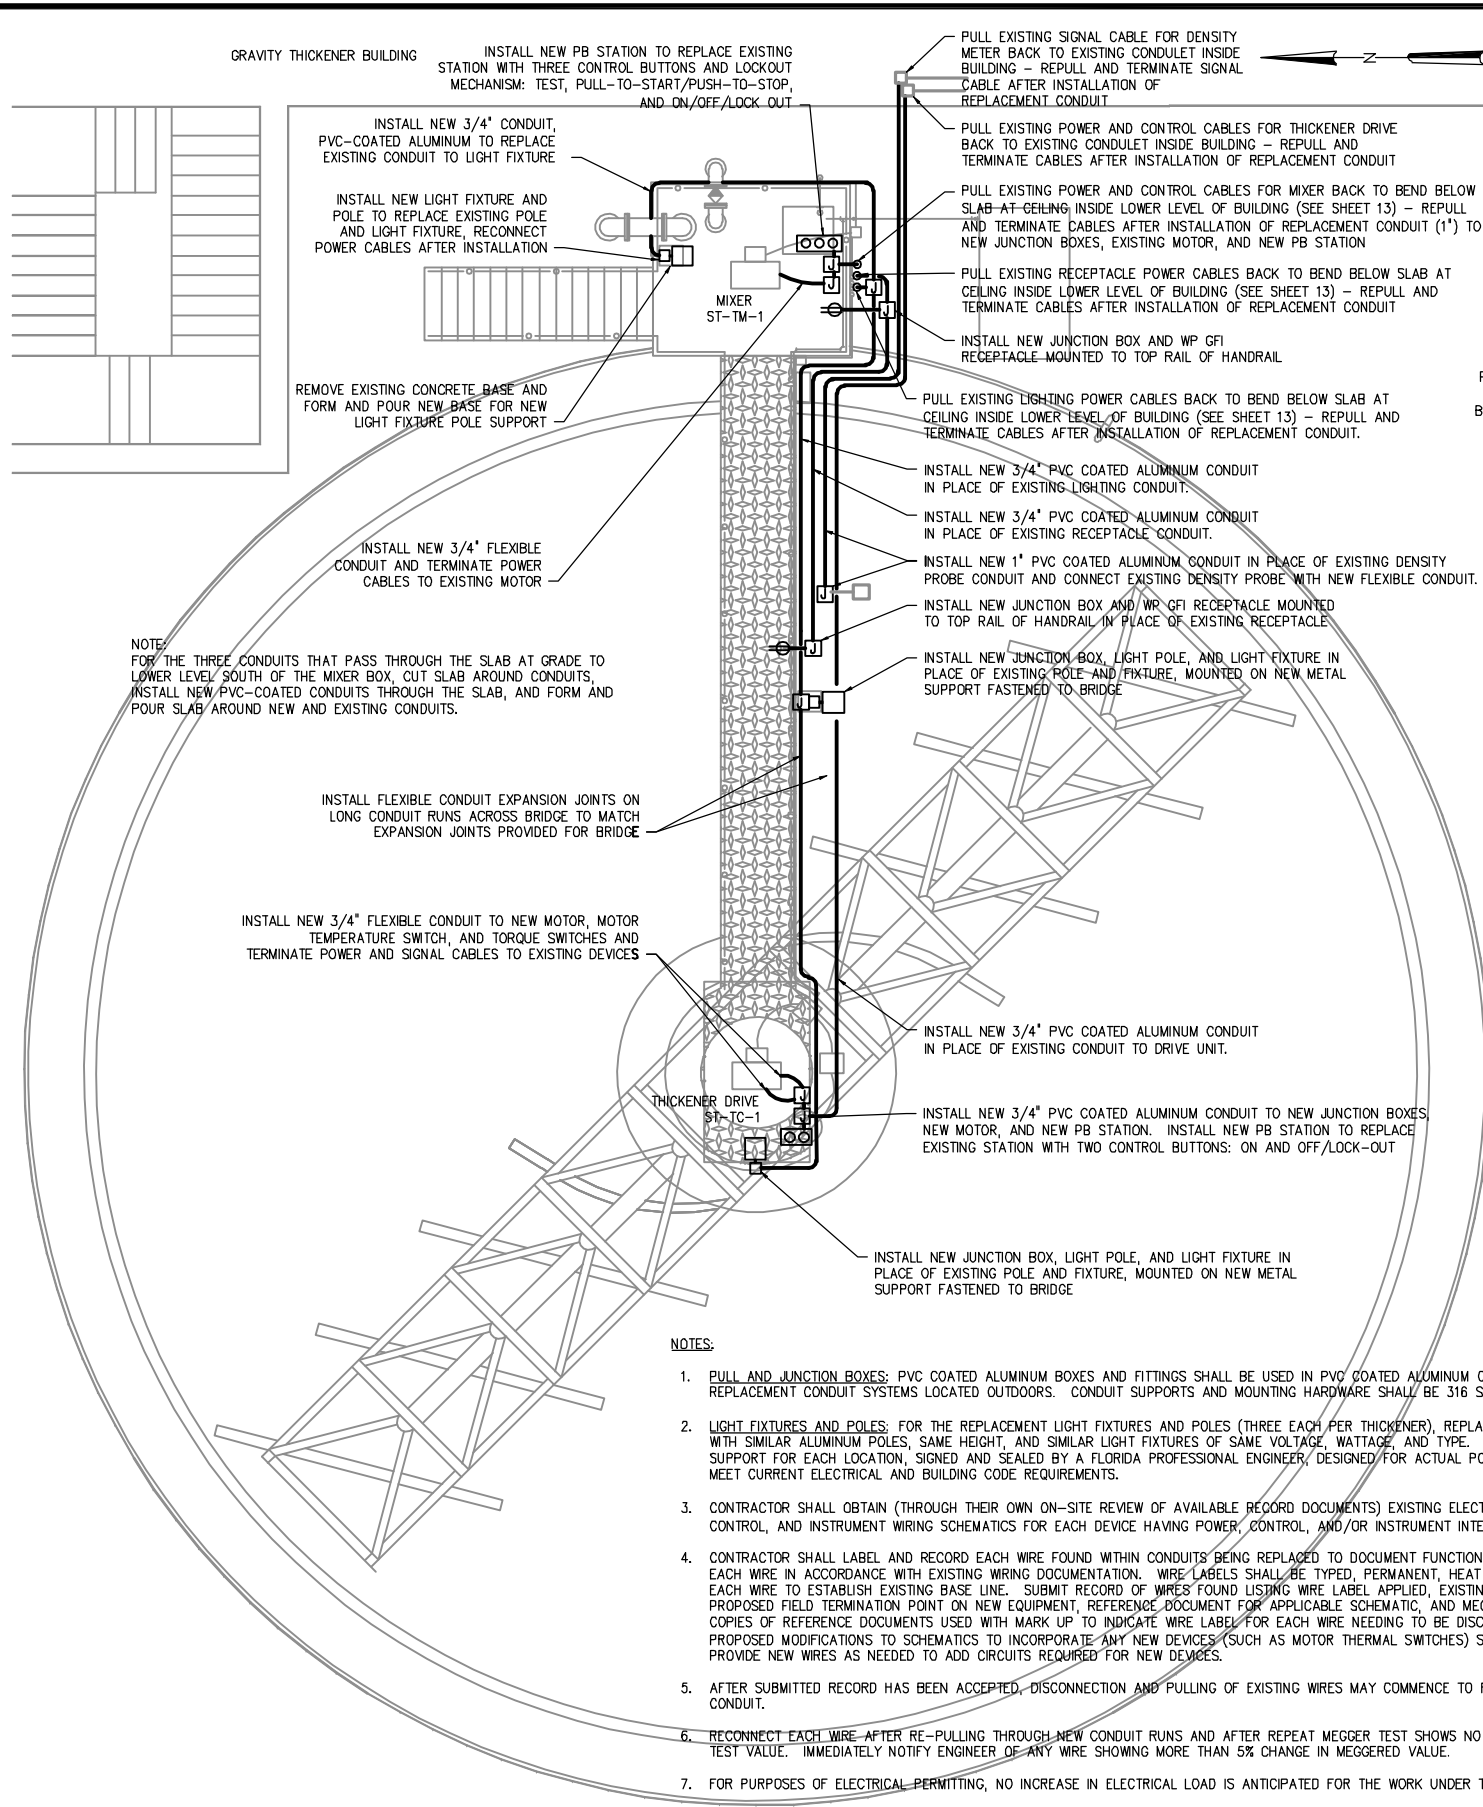 GRAVITY THICKENER BUILDING
INSTALL NEW PB STATION TO REPLACE EXISTING
STATION WITH THREE CONTROL BUTTONS AND LOCKOUT
MECHANISM: TEST, PULL-TO-START/PUSH-TO-STOP,
AND ON/OFF/LOCK OUT
PULL EXISTING SIGNAL CABLE FOR DENSITY
METER BACK TO EXISTING CONDULET INSIDE
BUILDING - REPULL AND TERMINATE SIGNAL
CABLE AFTER INSTALLATION OF
REPLACEMENT CONDUIT
N
INSTALL NEW 3/4" CONDUIT,
PVC-COATED ALUMINUM TO REPLACE
EXISTING CONDUIT TO LIGHT FIXTURE
PULL EXISTING POWER AND CONTROL CABLES FOR THICKENER DRIVE
BACK TO EXISTING CONDULET INSIDE BUILDING - REPULL AND
TERMINATE CABLES AFTER INSTALLATION OF REPLACEMENT CONDUIT
INSTALL NEW LIGHT FIXTURE AND
POLE TO REPLACE EXISTING POLE
AND LIGHT FIXTURE, RECONNECT
POWER CABLES AFTER INSTALLATION
PULL EXISTING POWER AND CONTROL CABLES FOR MIXER BACK TO BEND BELOW
SLAB AT CEILING INSIDE LOWER LEVEL OF BUILDING (SEE SHEET 13) - REPULL
AND TERMINATE CABLES AFTER INSTALLATION OF REPLACEMENT CONDUIT (1") TO
NEW JUNCTION BOXES, EXISTING MOTOR, AND NEW PB STATION
J
J
J
J
MIXER
ST-TM-1
PULL EXISTING RECEPTACLE POWER CABLES BACK TO BEND BELOW SLAB AT
CEILING INSIDE LOWER LEVEL OF BUILDING (SEE SHEET 13) - REPULL AND
TERMINATE CABLES AFTER INSTALLATION OF REPLACEMENT CONDUIT
INSTALL NEW JUNCTION BOX AND WP GFI
RECEPTACLE MOUNTED TO TOP RAIL OF HANDRAIL
REMOVE EXISTING CONCRETE BASE AND
FORM AND POUR NEW BASE FOR NEW
LIGHT FIXTURE POLE SUPPORT
PULL EXISTING LIGHTING POWER CABLES BACK TO BEND BELOW SLAB AT
CEILING INSIDE LOWER LEVEL OF BUILDING (SEE SHEET 13) - REPULL AND
TERMINATE CABLES AFTER INSTALLATION OF REPLACEMENT CONDUIT.
INSTALL NEW 3/4" PVC COATED ALUMINUM CONDUIT
IN PLACE OF EXISTING LIGHTING CONDUIT.
INSTALL NEW 3/4" PVC COATED ALUMINUM CONDUIT
IN PLACE OF EXISTING RECEPTACLE CONDUIT.
INSTALL NEW 3/4" FLEXIBLE
CONDUIT AND TERMINATE POWER
CABLES TO EXISTING MOTOR
INSTALL NEW 1" PVC COATED ALUMINUM CONDUIT IN PLACE OF EXISTING DENSITY
PROBE CONDUIT AND CONNECT EXISTING DENSITY PROBE WITH NEW FLEXIBLE CONDUIT.
J
INSTALL NEW JUNCTION BOX AND WP GFI RECEPTACLE MOUNTED
TO TOP RAIL OF HANDRAIL IN PLACE OF EXISTING RECEPTACLE
J
NOTE:
FOR THE THREE CONDUITS THAT PASS THROUGH THE SLAB AT GRADE TO
LOWER LEVEL SOUTH OF THE MIXER BOX, CUT SLAB AROUND CONDUITS,
INSTALL NEW PVC-COATED CONDUITS THROUGH THE SLAB, AND FORM AND
POUR SLAB AROUND NEW AND EXISTING CONDUITS.
INSTALL NEW JUNCTION BOX, LIGHT POLE, AND LIGHT FIXTURE IN
PLACE OF EXISTING POLE AND FIXTURE, MOUNTED ON NEW METAL
SUPPORT FASTENED TO BRIDGE
J
INSTALL FLEXIBLE CONDUIT EXPANSION JOINTS ON
LONG CONDUIT RUNS ACROSS BRIDGE TO MATCH
EXPANSION JOINTS PROVIDED FOR BRIDGE
INSTALL NEW 3/4" FLEXIBLE CONDUIT TO NEW MOTOR, MOTOR
TEMPERATURE SWITCH, AND TORQUE SWITCHES AND
TERMINATE POWER AND SIGNAL CABLES TO EXISTING DEVICES
INSTALL NEW 3/4" PVC COATED ALUMINUM CONDUIT
IN PLACE OF EXISTING CONDUIT TO DRIVE UNIT.
THICKENER DRIVE
ST-TC-1
J
J
INSTALL NEW 3/4" PVC COATED ALUMINUM CONDUIT TO NEW JUNCTION BOXES,
NEW MOTOR, AND NEW PB STATION. INSTALL NEW PB STATION TO REPLACE
EXISTING STATION WITH TWO CONTROL BUTTONS: ON AND OFF/LOCK-OUT
INSTALL NEW JUNCTION BOX, LIGHT POLE, AND LIGHT FIXTURE IN
PLACE OF EXISTING POLE AND FIXTURE, MOUNTED ON NEW METAL
SUPPORT FASTENED TO BRIDGE
NOTES:
1. PULL AND JUNCTION BOXES: PVC COATED ALUMINUM BOXES AND FITTINGS SHALL BE USED IN PVC COATED ALUMINUM
REPLACEMENT CONDUIT SYSTEMS LOCATED OUTDOORS. CONDUIT SUPPORTS AND MOUNTING HARDWARE SHALL BE 316 S
2. LIGHT FIXTURES AND POLES: FOR THE REPLACEMENT LIGHT FIXTURES AND POLES (THREE EACH PER THICKENER), REPLA
WITH SIMILAR ALUMINUM POLES, SAME HEIGHT, AND SIMILAR LIGHT FIXTURES OF SAME VOLTAGE, WATTAGE, AND TYPE.
SUPPORT FOR EACH LOCATION, SIGNED AND SEALED BY A FLORIDA PROFESSIONAL ENGINEER, DESIGNED FOR ACTUAL PO
MEET CURRENT ELECTRICAL AND BUILDING CODE REQUIREMENTS.
3. CONTRACTOR SHALL OBTAIN (THROUGH THEIR OWN ON-SITE REVIEW OF AVAILABLE RECORD DOCUMENTS) EXISTING ELECT
CONTROL, AND INSTRUMENT WIRING SCHEMATICS FOR EACH DEVICE HAVING POWER, CONTROL, AND/OR INSTRUMENT INTE
4. CONTRACTOR SHALL LABEL AND RECORD EACH WIRE FOUND WITHIN CONDUITS BEING REPLACED TO DOCUMENT FUNCTION
EACH WIRE IN ACCORDANCE WITH EXISTING WIRING DOCUMENTATION. WIRE LABELS SHALL BE TYPED, PERMANENT, HEAT
EACH WIRE TO ESTABLISH EXISTING BASE LINE. SUBMIT RECORD OF WIRES FOUND LISTING WIRE LABEL APPLIED, EXISTIN
PROPOSED FIELD TERMINATION POINT ON NEW EQUIPMENT, REFERENCE DOCUMENT FOR APPLICABLE SCHEMATIC, AND MEG
COPIES OF REFERENCE DOCUMENTS USED WITH MARK UP TO INDICATE WIRE LABEL FOR EACH WIRE NEEDING TO BE DISC
PROPOSED MODIFICATIONS TO SCHEMATICS TO INCORPORATE ANY NEW DEVICES (SUCH AS MOTOR THERMAL SWITCHES) S
PROVIDE NEW WIRES AS NEEDED TO ADD CIRCUITS REQUIRED FOR NEW DEVICES.
5. AFTER SUBMITTED RECORD HAS BEEN ACCEPTED, DISCONNECTION AND PULLING OF EXISTING WIRES MAY COMMENCE TO
CONDUIT.
6. RECONNECT EACH WIRE AFTER RE-PULLING THROUGH NEW CONDUIT RUNS AND AFTER REPEAT MEGGER TEST SHOWS NO
TEST VALUE. IMMEDIATELY NOTIFY ENGINEER OF ANY WIRE SHOWING MORE THAN 5% CHANGE IN MEGGERED VALUE.
7. FOR PURPOSES OF ELECTRICAL PERMITTING, NO INCREASE IN ELECTRICAL LOAD IS ANTICIPATED FOR THE WORK UNDER